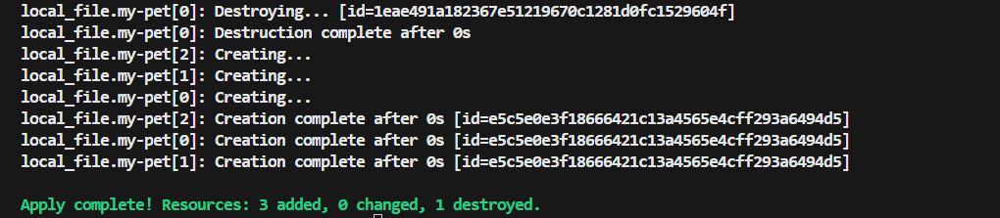 local_file.my-pet[0]: Destroying... [id=1eae491a182367e51219670c1281d0fc1529604f]
local_file.my-pet[0]: Destruction complete after 0s
local_file.my-pet[2]: Creating...
local_file.my-pet[1]: Creating...
local_file.my-pet[0]: Creating...
local_file.my-pet[2]: Creation complete after 0s [id=e5c5e0e3f18666421c13a4565e4cff293a6494d5]
local_file.my-pet[0]: Creation complete after 0s [id=e5c5e0e3f18666421c13a4565e4cff293a6494d5]
local_file.my-pet[1]: Creation complete after 0s [id=e5c5e0e3f18666421c13a4565e4cff293a6494d5]
Apply complete! Resources: 3 added, 0 changed, 1 destroyed.